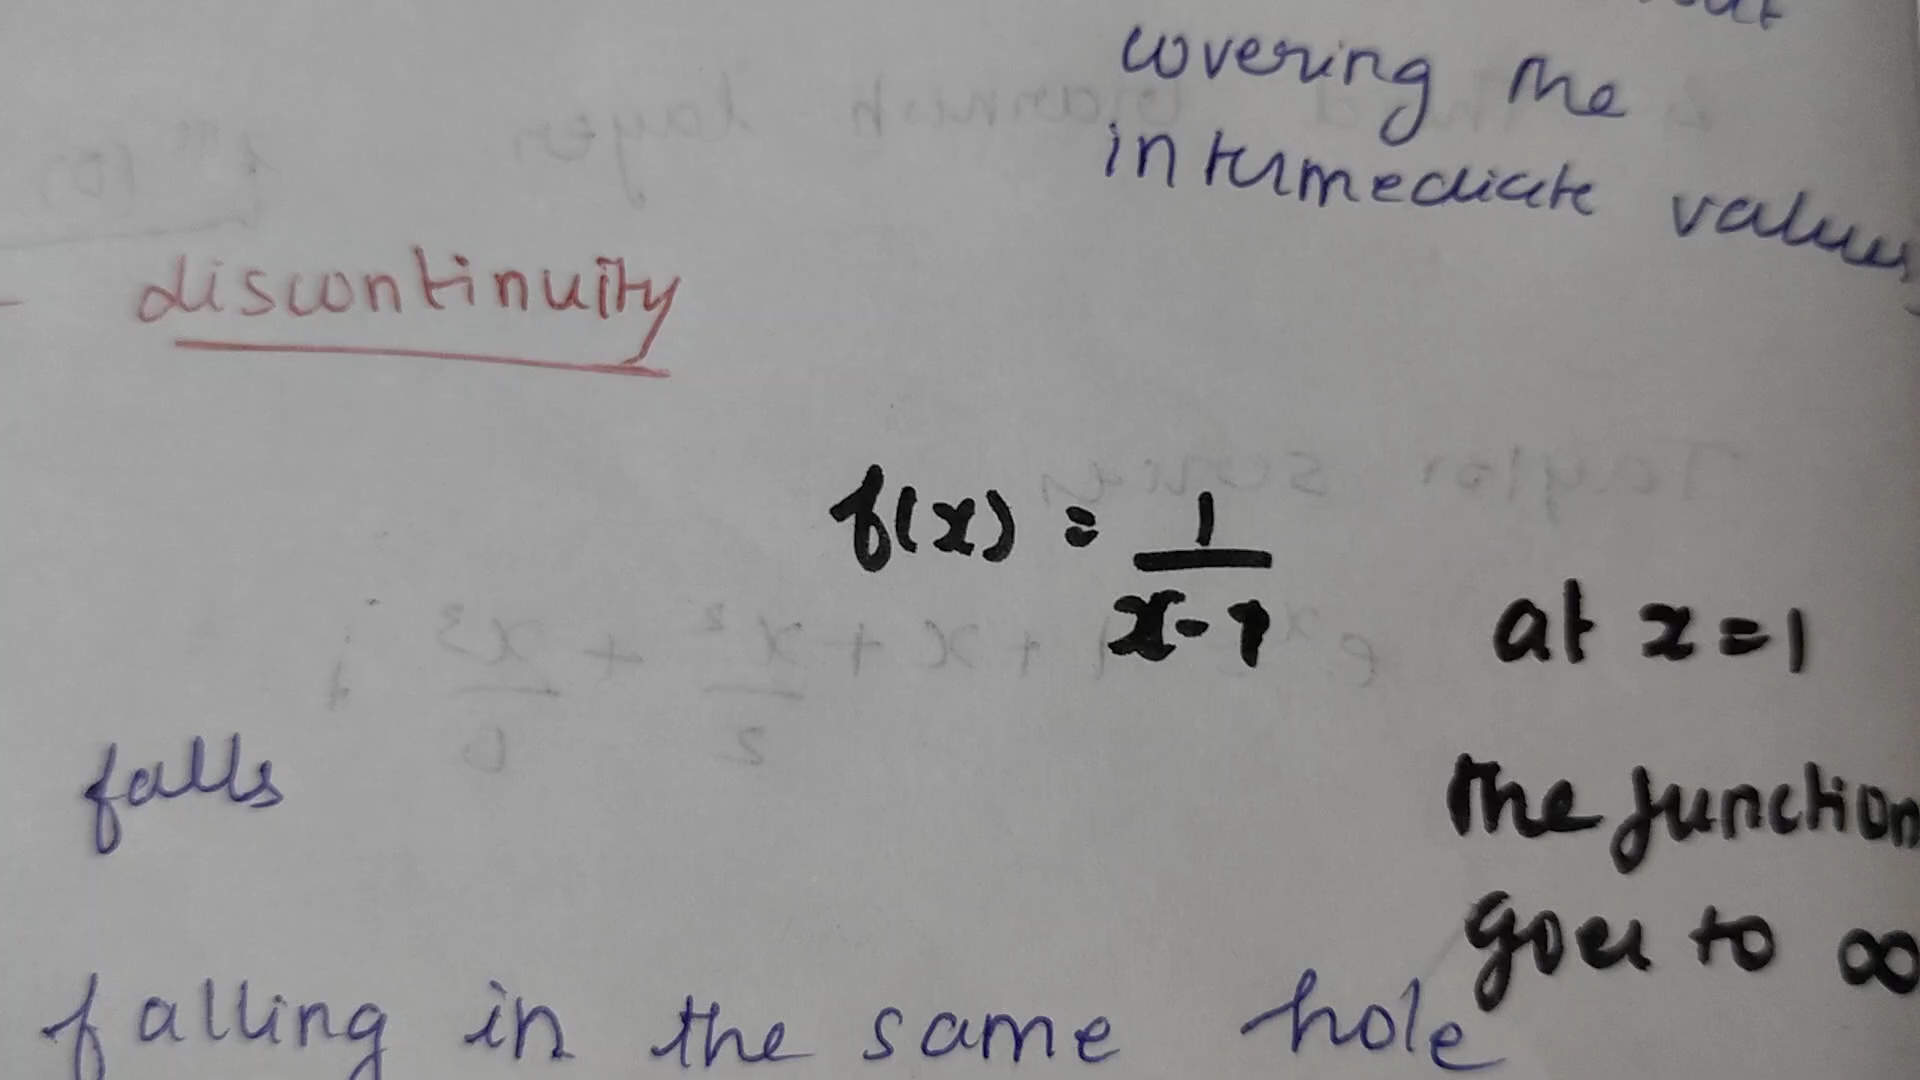 covering the
intermediate values
- discontinuity
f(x) = 1/(x-1)
at x=1
falls
the function
goes to ∞
falling in the same hole